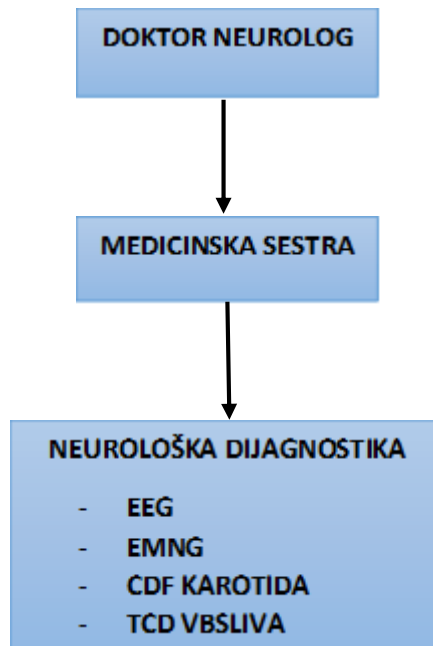 DOKTOR NEUROLOG
MEDICINSKA SESTRA
NEUROLOŠKA DIJAGNOSTIKA
- EEG
- EMNG
- CDF KAROTIDA
- TCD VBSLIVA